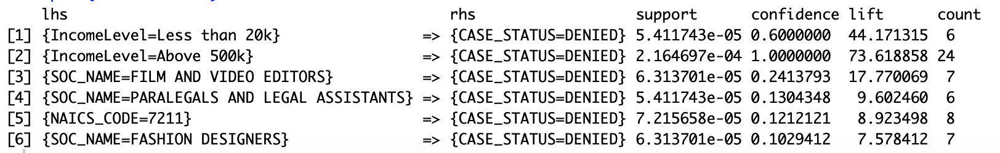 lhs rhs support confidence lift count
[1] {IncomeLevel=Less than 20k} => {CASE_STATUS=DENIED} 5.411743e-05 0.6000000 44.171315 6
[2] {IncomeLevel=Above 500k} => {CASE_STATUS=DENIED} 2.164697e-04 1.0000000 73.618858 24
[3] {SOC_NAME=FILM AND VIDEO EDITORS} => {CASE_STATUS=DENIED} 6.313701e-05 0.2413793 17.770069 7
[4] {SOC_NAME=PARALEGALS AND LEGAL ASSISTANTS} => {CASE_STATUS=DENIED} 5.411743e-05 0.1304348 9.602460 6
[5] {NAICS_CODE=7211} => {CASE_STATUS=DENIED} 7.215658e-05 0.1212121 8.923498 8
[6] {SOC_NAME=FASHION DESIGNERS} => {CASE_STATUS=DENIED} 6.313701e-05 0.1029412 7.578412 7